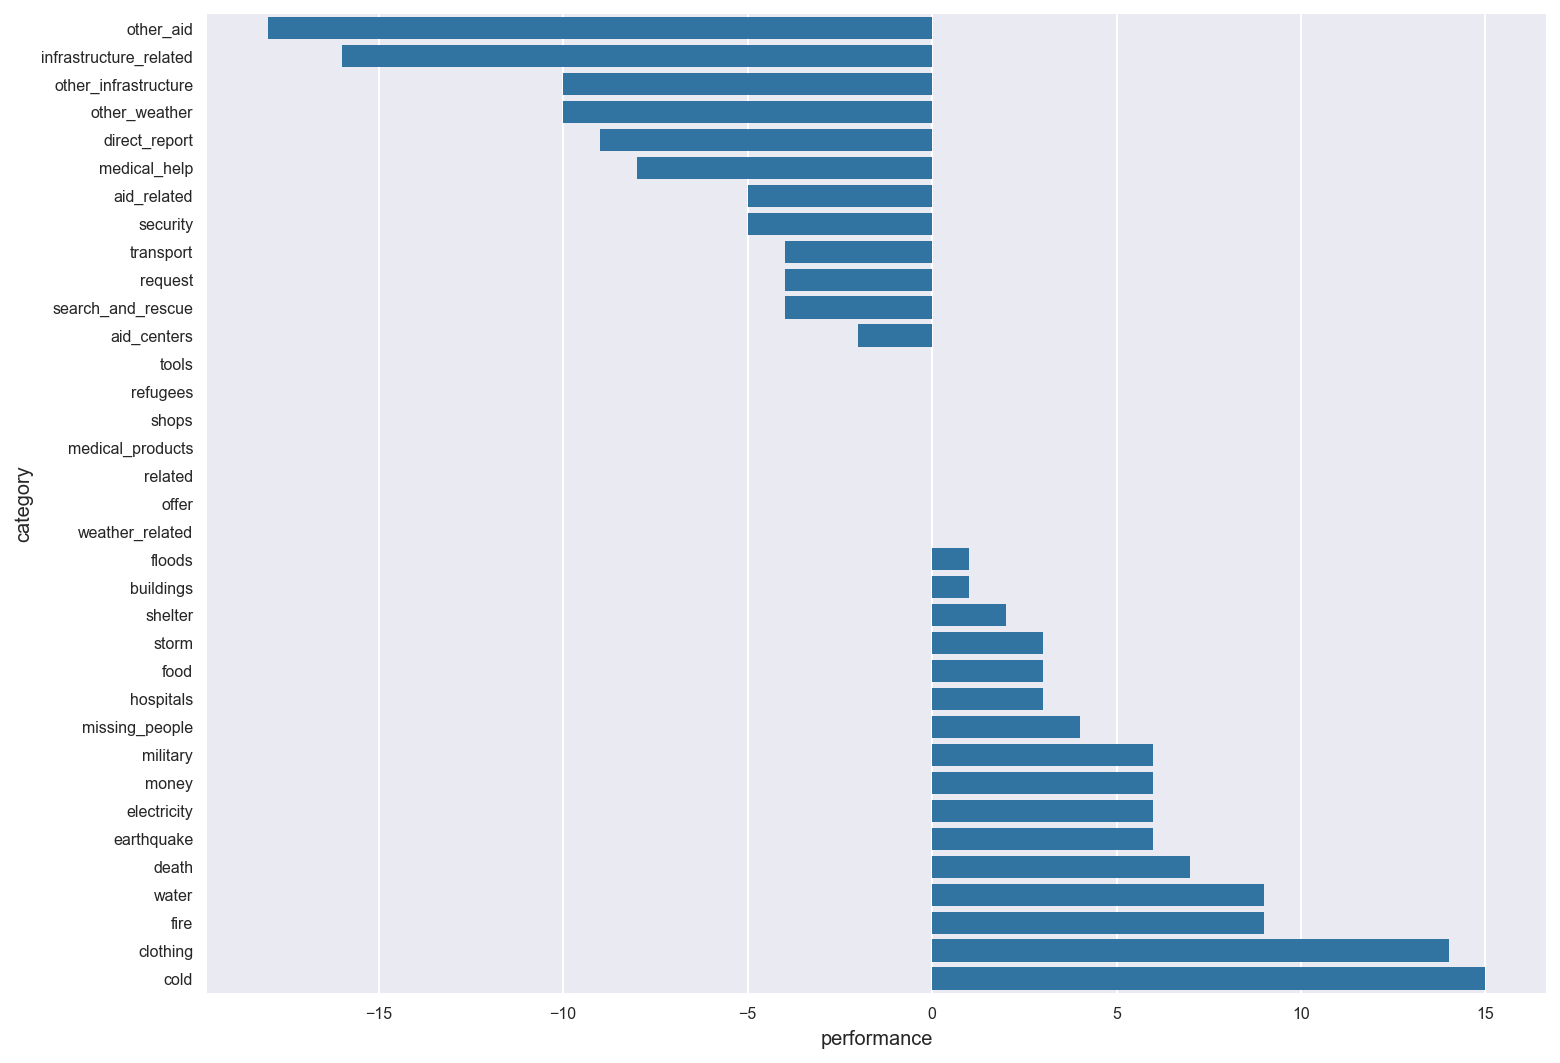 other_aid
infrastructure_related
other_infrastructure
other_weather
direct_report
medical_help
aid_related
security
transport
request
search_and_rescue
aid_centers
tools
refugees
shops
medical_products
related
offer
weather_related
floods
buildings
shelter
storm
food
hospitals
missing_people
military
money
electricity
earthquake
death
water
fire
clothing
cold
category
−15 −10 −5 0 5 10 15
performance